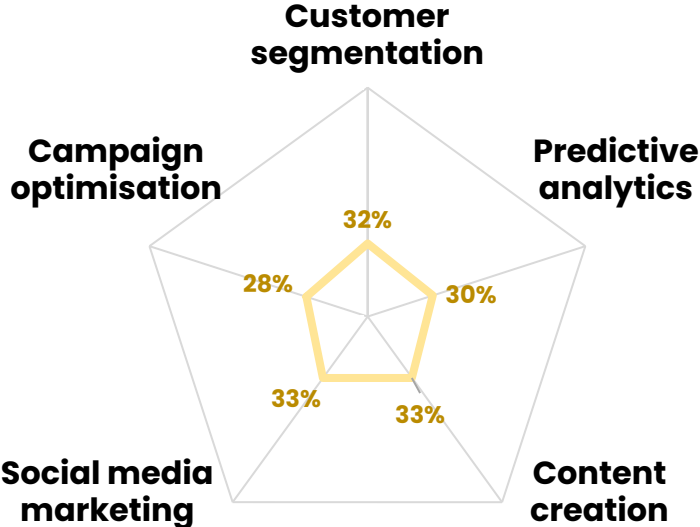 Customer
segmentation
Campaign
optimisation
Predictive
analytics
32%
28%
30%
33%
33%
Social media
marketing
Content
creation